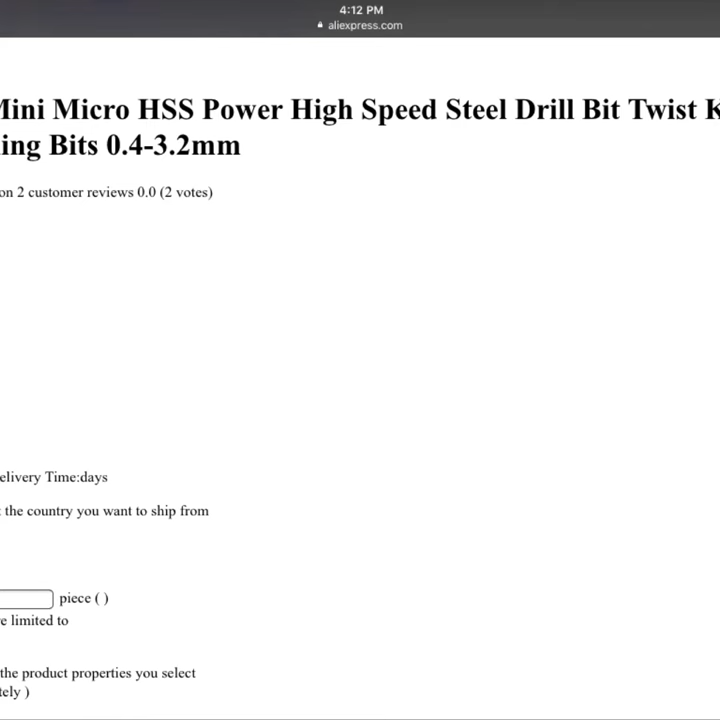 4:12 PM
aliexpress.com
Mini Micro HSS Power High Speed Steel Drill Bit Twist K
ing Bits 0.4-3.2mm
on 2 customer reviews 0.0 (2 votes)
elivery Time:days
the country you want to ship from
piece ( )
e limited to
the product properties you select
tely )